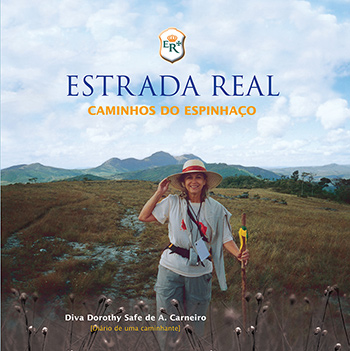 ER
ESTRADA REAL
CAMINHOS DO ESPINHAÇO
Diva Dorothy Safe de A. Carneiro
[Diário de uma caminhante]